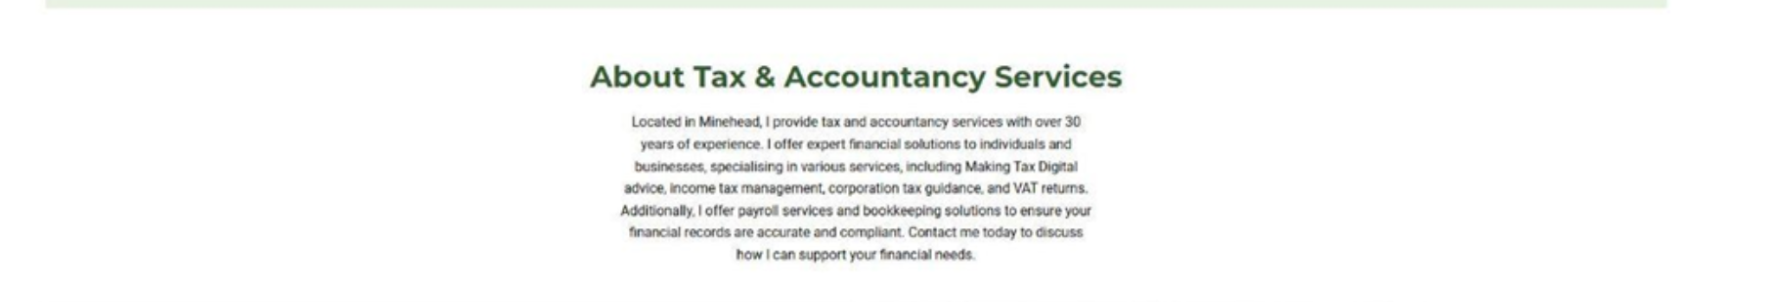 About Tax & Accountancy Services
Located in Minehead, I provide tax and accountancy services with over 30
years of experience. I offer expert financial solutions to individuals and
businesses, specialising in various services, including Making Tax Digital
advice, income tax management, corporation tax guidance, and VAT returns.
Additionally, I offer payroll services and bookkeeping solutions to ensure your
financial records are accurate and compliant. Contact me today to discuss
how I can support your financial needs.